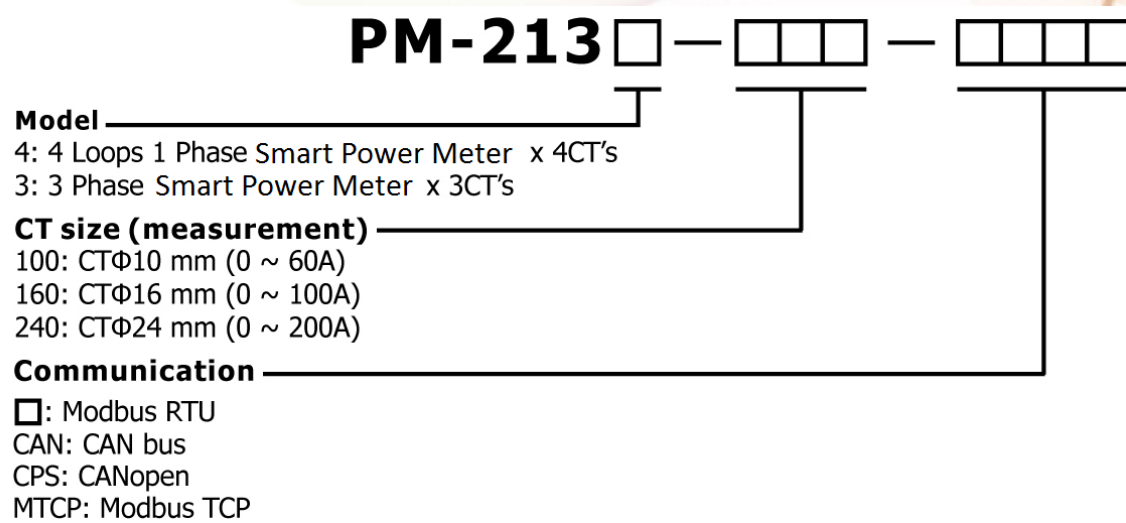 PM-213□-□□□-□□□□
Model
4: 4 Loops 1 Phase Smart Power Meter x 4CT's
3: 3 Phase Smart Power Meter x 3CT's
CT size (measurement)
100: CTΦ10 mm (0 ~ 60A)
160: CTΦ16 mm (0 ~ 100A)
240: CTΦ24 mm (0 ~ 200A)
Communication
□: Modbus RTU
CAN: CAN bus
CPS: CANopen
MTCP: Modbus TCP